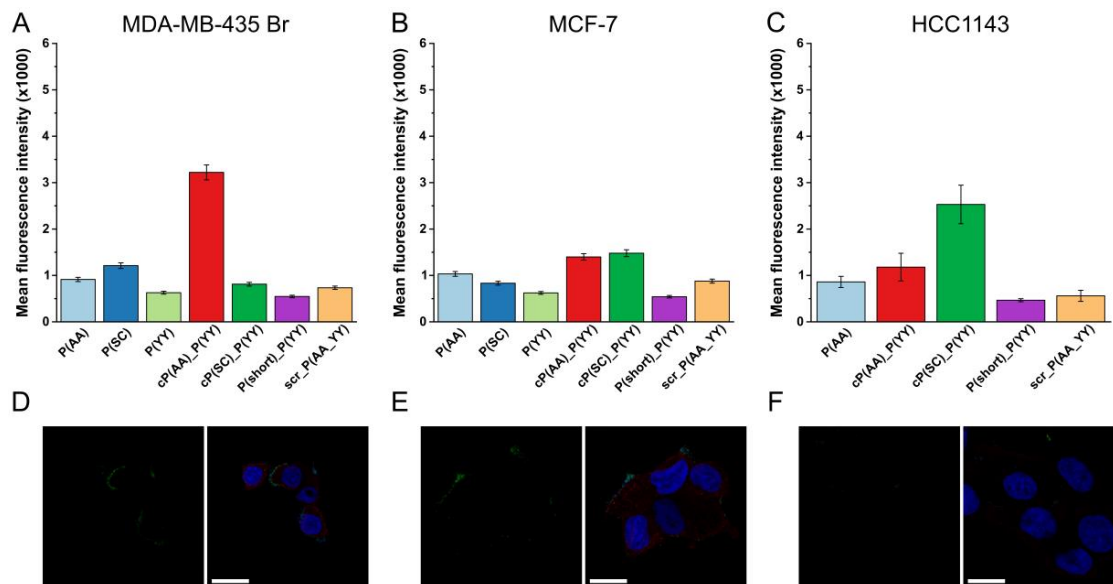 A MDA-MB-435 Br
Mean fluorescence intensity (x1000)
6
5
4
3
2
1
0
P(AA)
P(SC)
P(YY)
cP(AA)_P(YY)
cP(SC)_P(YY)
P(short)_P(YY)
scr_P(AA_YY)
B MCF-7
Mean fluorescence intensity (x1000)
6
5
4
3
2
1
0
P(AA)
P(SC)
P(YY)
cP(AA)_P(YY)
cP(SC)_P(YY)
P(short)_P(YY)
scr_P(AA_YY)
C HCC1143
Mean fluorescence intensity (x1000)
6
5
4
3
2
1
0
P(AA)
cP(AA)_P(YY)
cP(SC)_P(YY)
P(short)_P(YY)
scr_P(AA_YY)
D
E
F